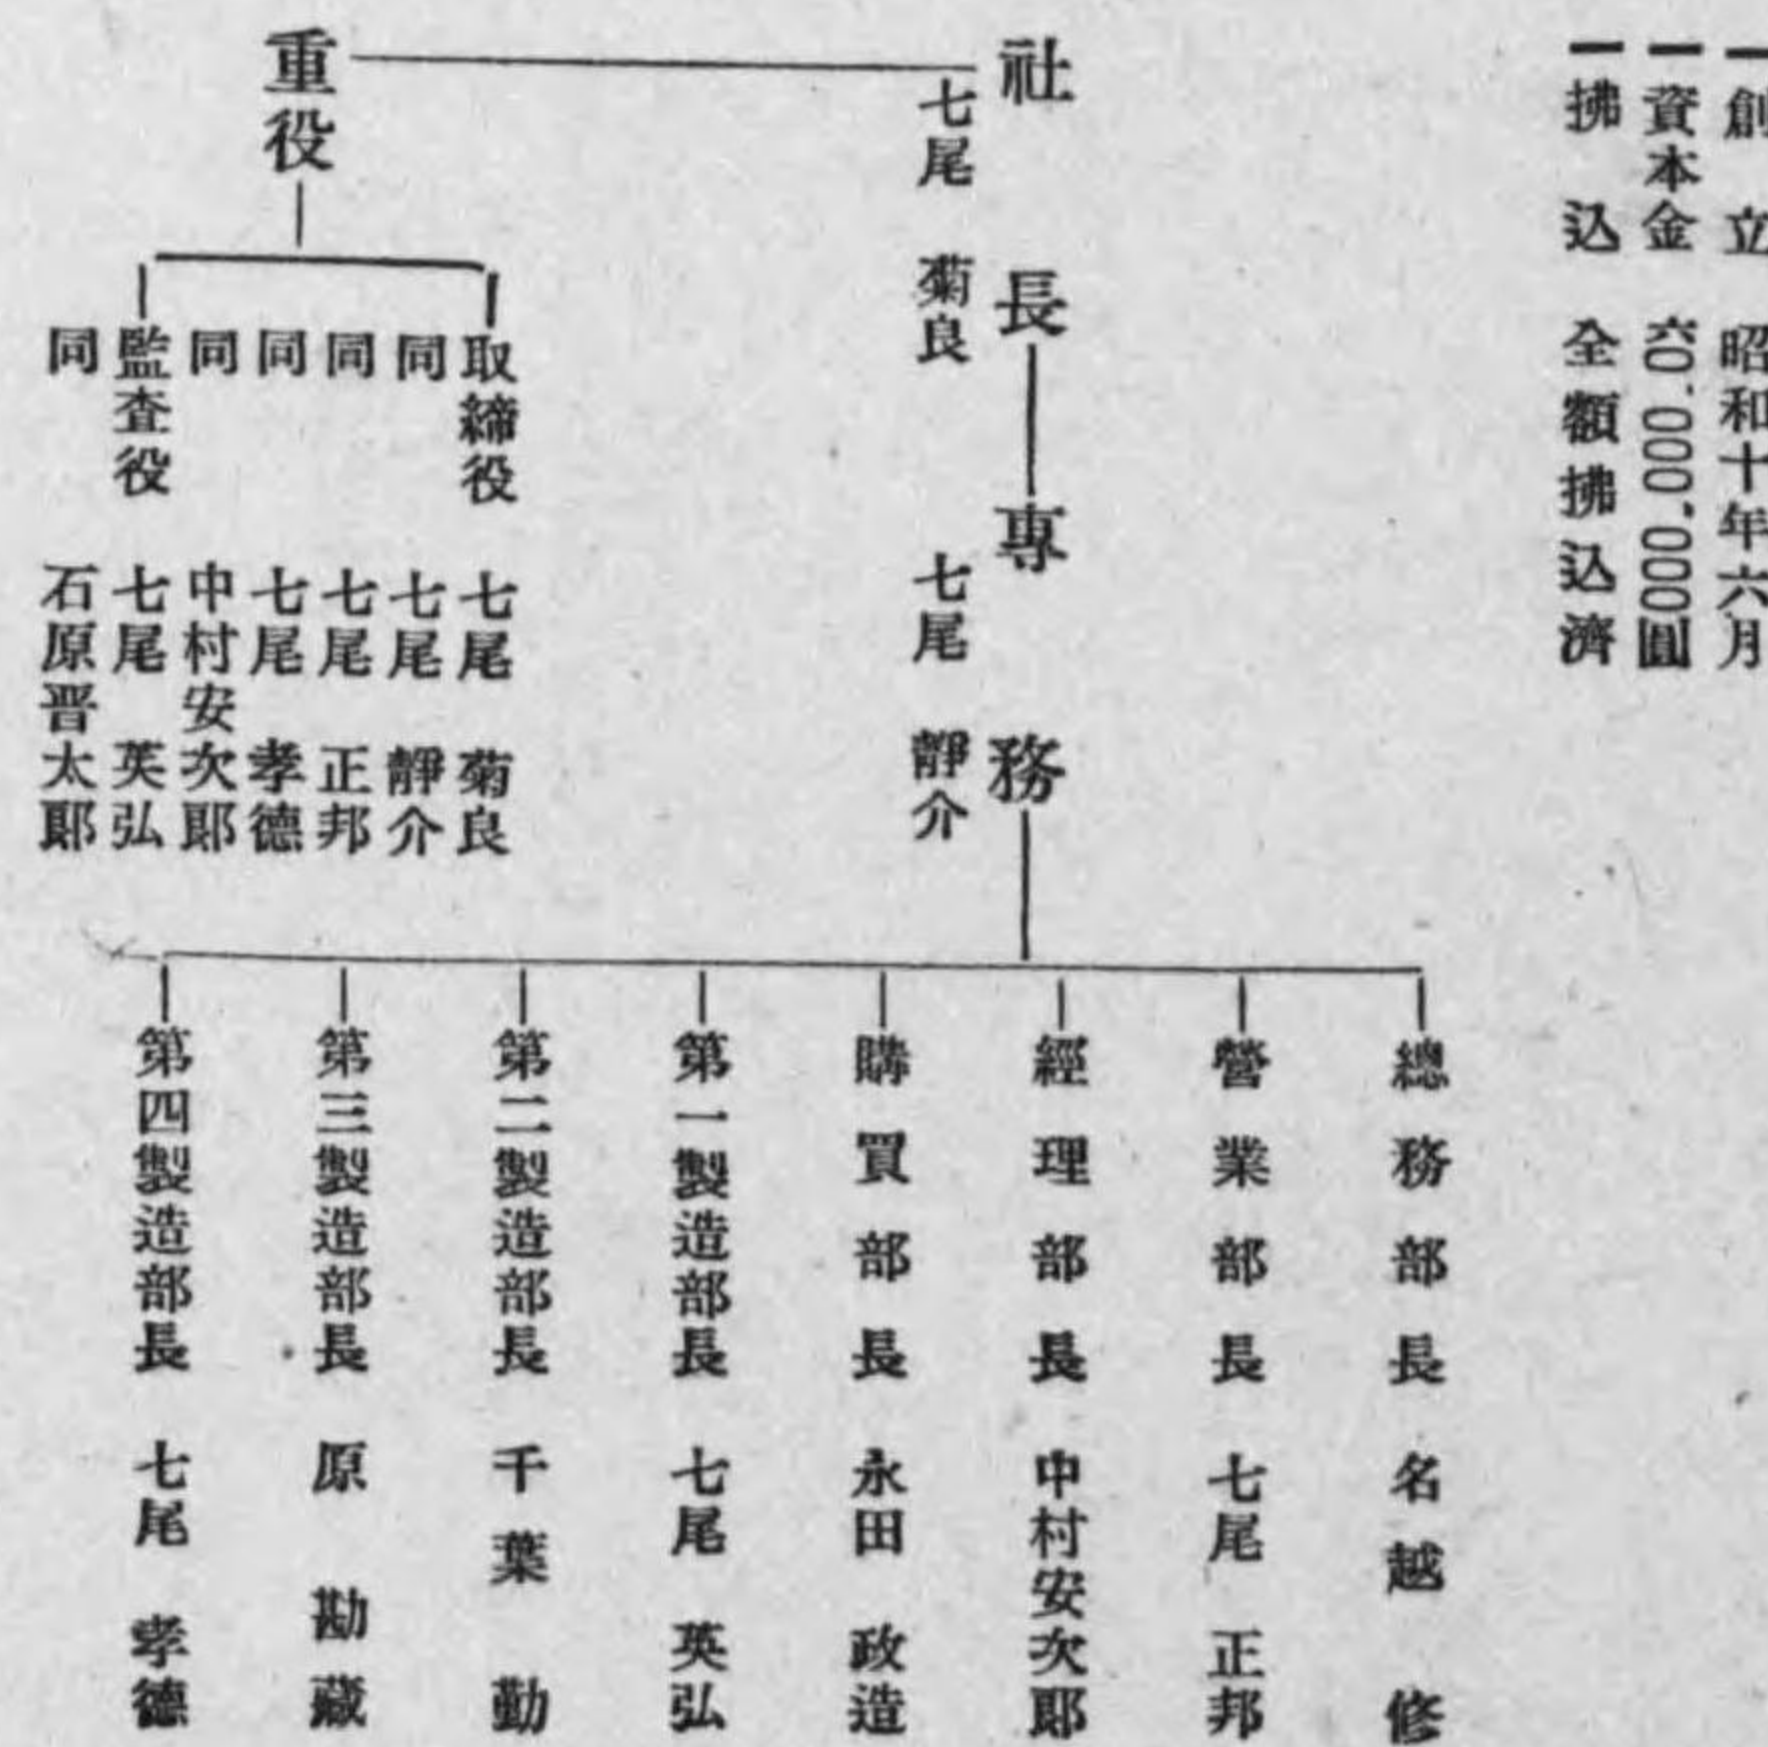 一創立 昭和十年六月
一資本金 六〇、〇〇〇、〇〇〇圓
一拂込 全額拂込濟
社長 七尾 菊良
專務 七尾 靜介
重役
取締役 七尾 菊良
同 七尾 靜介
同 七尾 正邦
同 七尾 孝德
同 中村安次郞
監査役 七尾 英弘
同 石原晋太郞
總務部長 名越 修
營業部長 七尾 正邦
經理部長 中村安次郞
購買部長 永田 政造
第一製造部長 七尾 英弘
第二製造部長 千葉 勤
第三製造部長 原 勘藏
第四製造部長 七尾 孝德